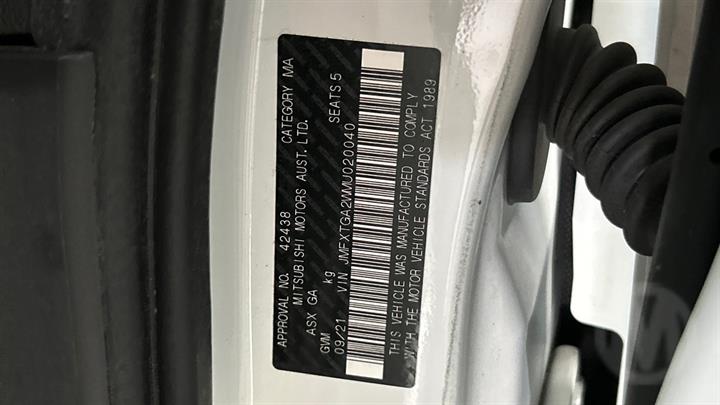 APPROVAL NO. 42438 CATEGORY MA
MITSUBISHI MOTORS AUST. LTD.
ASX GA SEATS 5
GVM kg
09/21 VIN JMFXTGA2WMU020040
THIS VEHICLE WAS MANUFACTURED TO COMPLY
WITH THE MOTOR VEHICLE STANDARDS ACT 1989